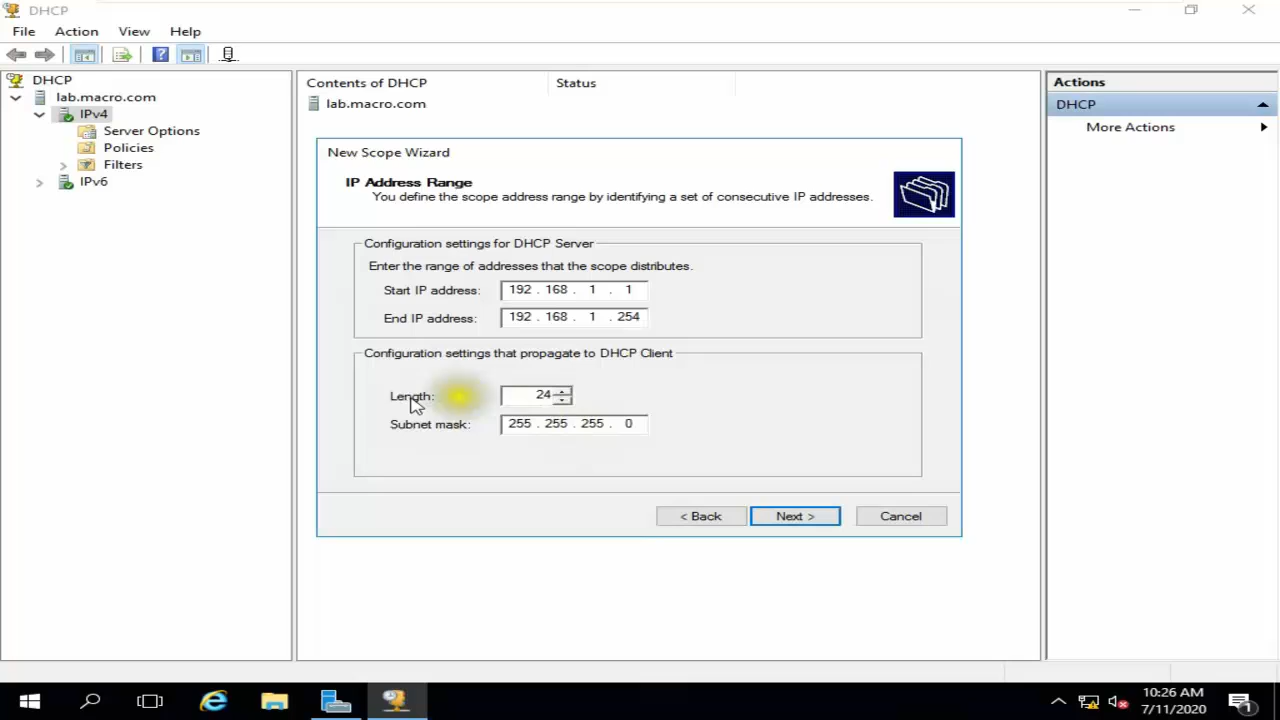 DHCP
File Action View Help
DHCP
lab.macro.com
IPv4
Server Options
Policies
Filters
IPv6
Contents of DHCP Status
lab.macro.com
New Scope Wizard
IP Address Range
You define the scope address range by identifying a set of consecutive IP addresses.
Configuration settings for DHCP Server
Enter the range of addresses that the scope distributes.
Start IP address: 192 . 168 . 1 . 1
End IP address: 192 . 168 . 1 . 254
Configuration settings that propagate to DHCP Client
Length: 24
Subnet mask: 255 . 255 . 255 . 0
< Back Next > Cancel
Actions
DHCP
More Actions
10:26 AM
7/11/2020
1